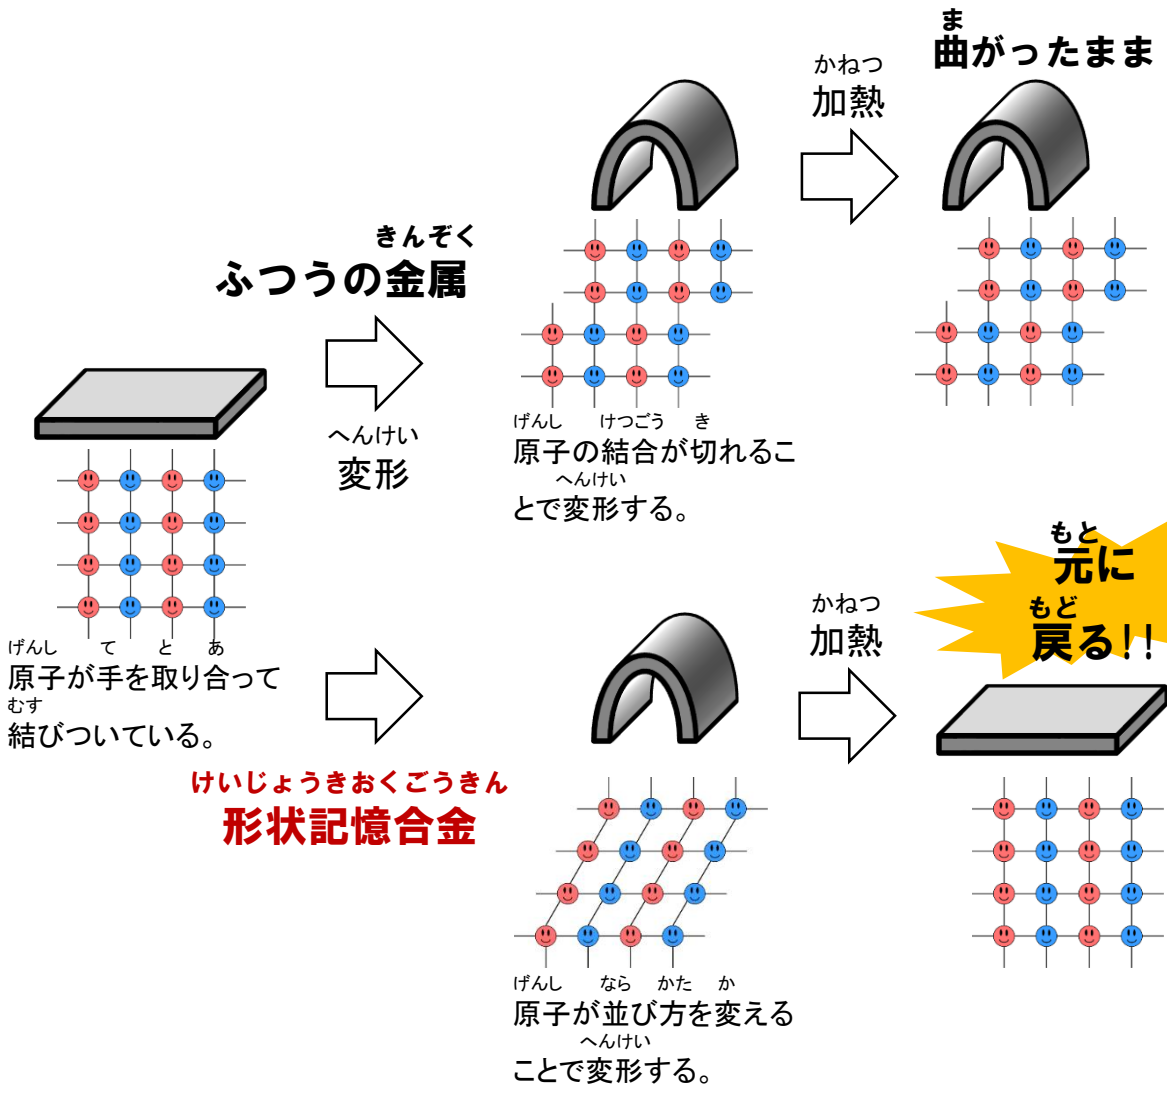 ま
曲がったまま
かねつ
加熱
きんぞく
ふつうの金属
へんけい
変形
げんし けつごう き
原子の結合が切れるこ
へんけい
とで変形する。
げんし て と あ
原子が手を取り合って
むす
結びついている。
けいじょうきおくごうきん
形状記憶合金
かねつ
加熱
もと
元に
もど
戻る!!
げんし なら かた か
原子が並び方を変える
へんけい
ことで変形する。